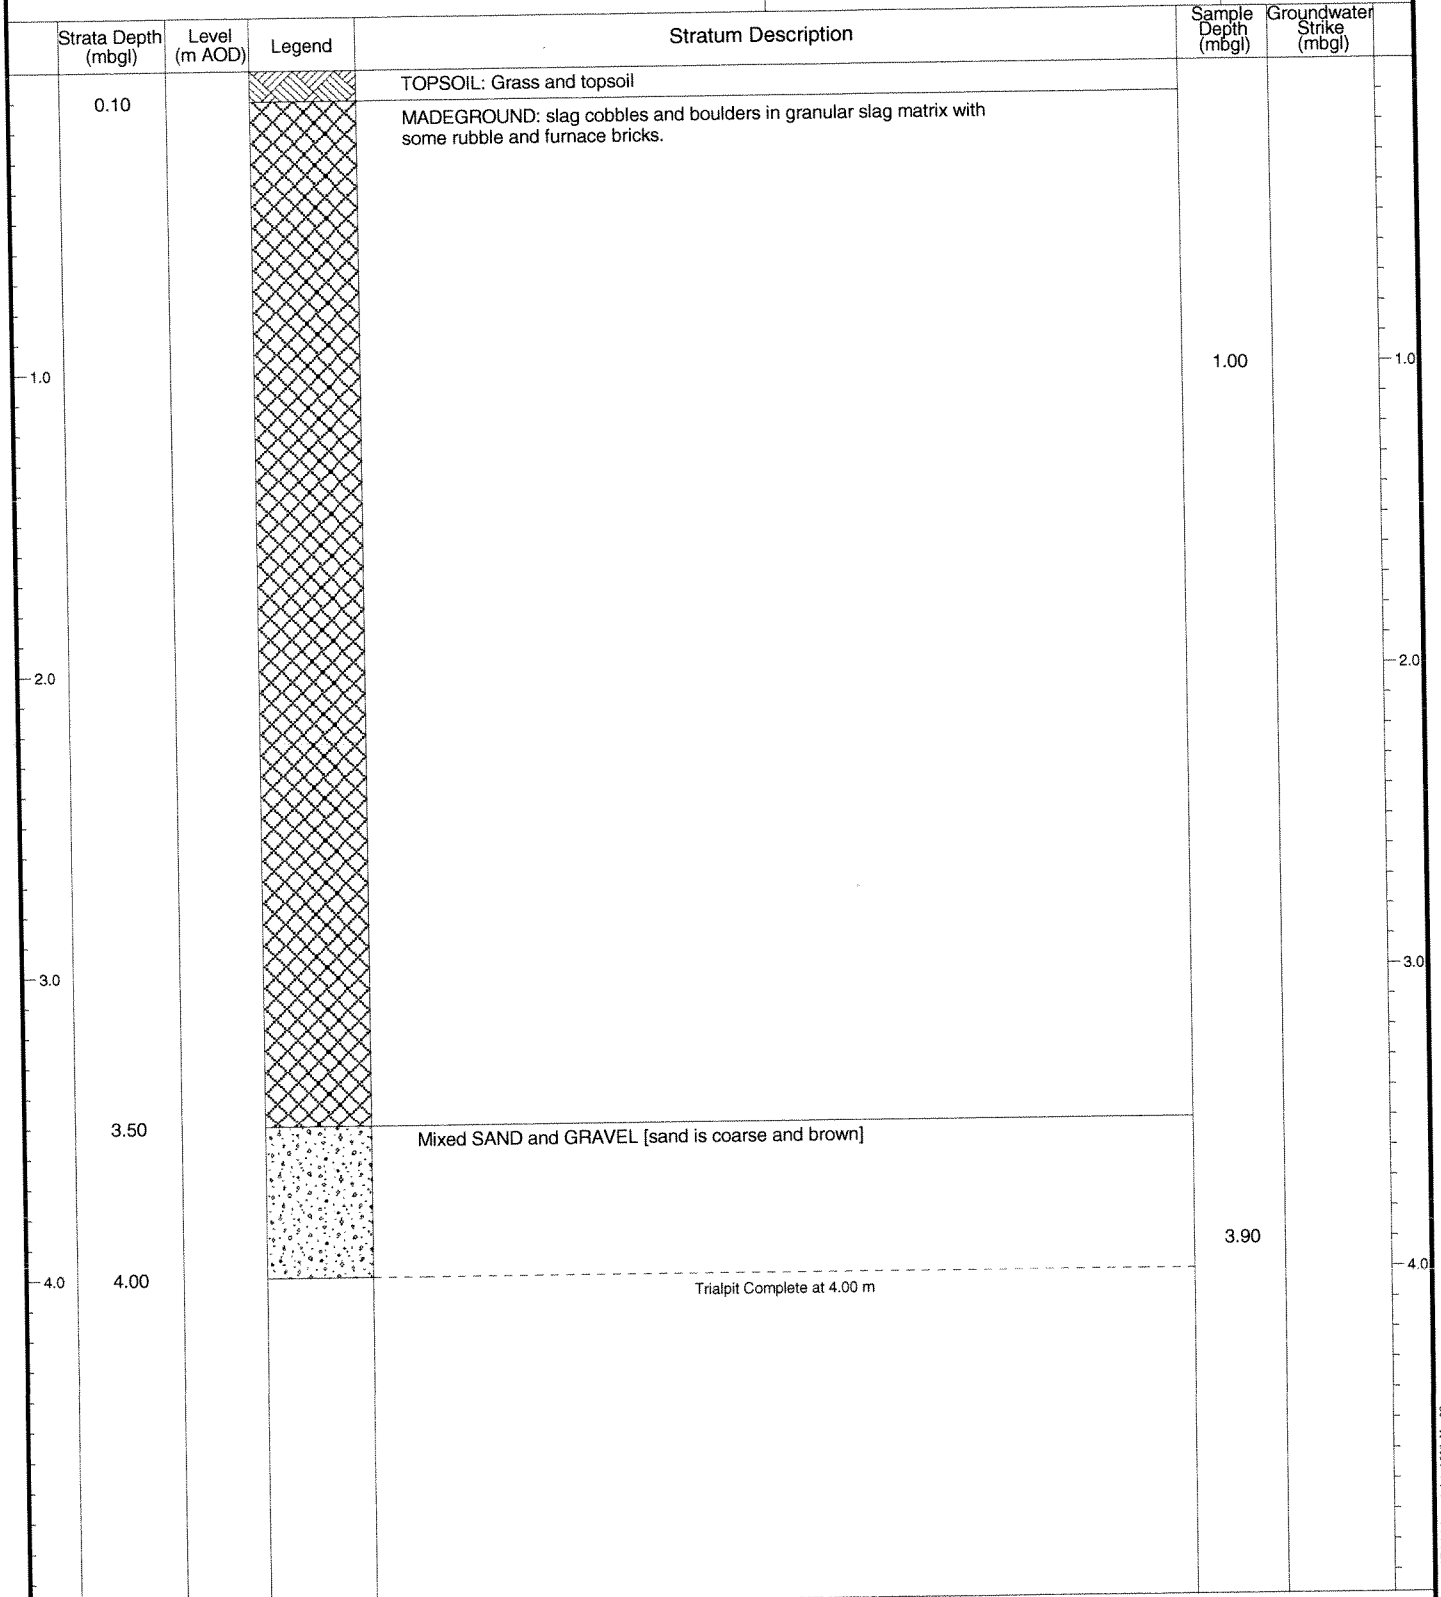 Strata Depth
(mbgl)
Level
(m AOD)
Legend
Stratum Description
Sample
Depth
(mbgl)
Groundwater
Strike
(mbgl)
TOPSOIL: Grass and topsoil
0.10
MADEGROUND: slag cobbles and boulders in granular slag matrix with
some rubble and furnace bricks.
1.0
1.00
1.0
2.0
2.0
3.0
3.0
3.50
Mixed SAND and GRAVEL [sand is coarse and brown]
3.90
4.0
4.00
4.0
Trialpit Complete at 4.00 m